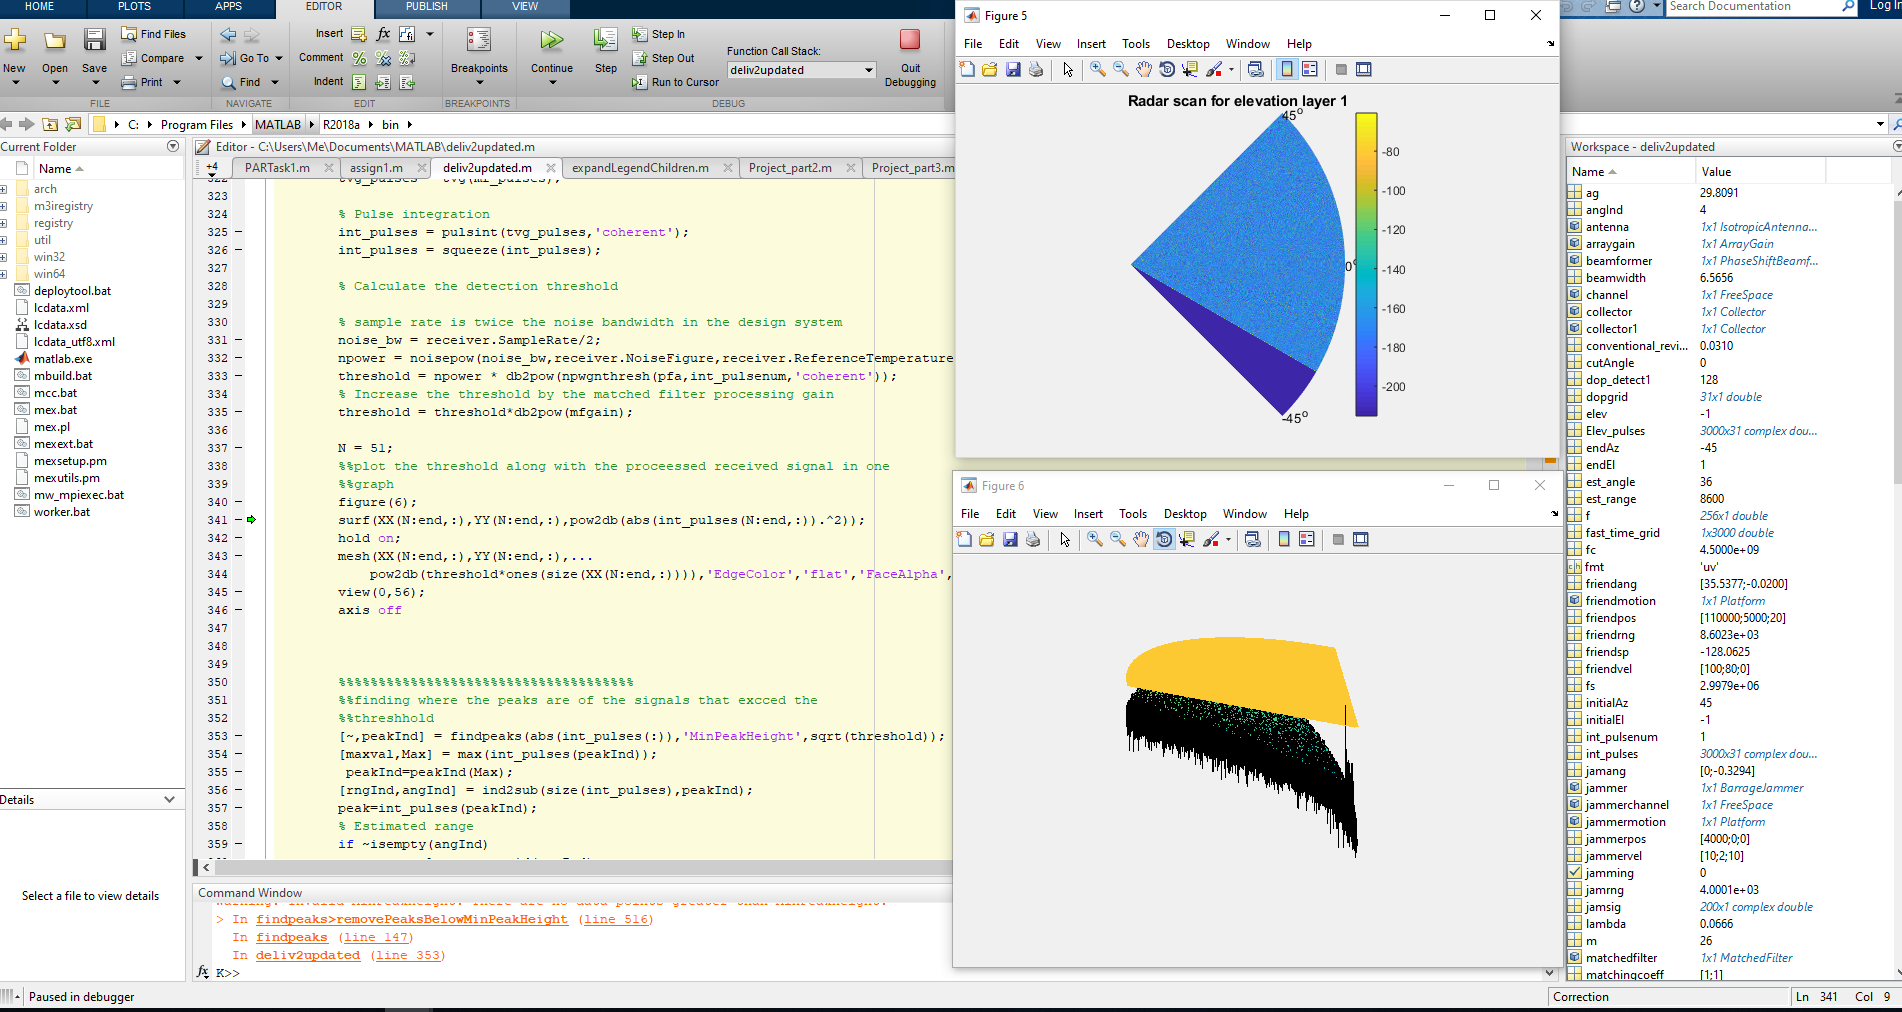 HOME PLOTS APPS EDITOR PUBLISH VIEW
Search Documentation Log In
New Open Save Find Files Compare Print
FILE
Go To Find
NAVIGATE
Insert Comment Indent
EDIT
Breakpoints
BREAKPOINTS
Continue Step Step In Step Out Run to Cursor
Function Call Stack:
deliv2updated
Quit Debugging
DEBUG
C: Program Files MATLAB R2018a bin
Current Folder
Name
arch
m3iregistry
registry
util
win32
win64
deploytool.bat
lcdata.xml
lcdata.xsd
lcdata_utf8.xml
matlab.exe
mbuild.bat
mcc.bat
mex.bat
mex.pl
mexext.bat
mexsetup.pm
mexutils.pm
mw_mpiexec.bat
worker.bat
Details
Select a file to view details
Editor - C:\Users\Me\Documents\MATLAB\deliv2updated.m
+4 PARTask1.m assign1.m deliv2updated.m expandLegendChildren.m Project_part2.m Project_part3.m
322 tvg_pulses = tvg(mf_pulses);
323
324 % Pulse integration
325 int_pulses = pulsint(tvg_pulses,'coherent');
326 int_pulses = squeeze(int_pulses);
327
328 % Calculate the detection threshold
329
330 % sample rate is twice the noise bandwidth in the design system
331 noise_bw = receiver.SampleRate/2;
332 npower = noisepow(noise_bw,receiver.NoiseFigure,receiver.ReferenceTemperature
333 threshold = npower * db2pow(npwgnthresh(pfa,int_pulsenum,'coherent'));
334 % Increase the threshold by the matched filter processing gain
335 threshold = threshold*db2pow(mfgain);
336
337 N = 51;
338 %%plot the threshold along with the proceessed received signal in one
339 %%graph
340 figure(6);
341 surf(XX(N:end,:),YY(N:end,:),pow2db(abs(int_pulses(N:end,:)).^2));
342 hold on;
343 mesh(XX(N:end,:),YY(N:end,:),...
344 pow2db(threshold*ones(size(XX(N:end,:)))),'EdgeColor','flat','FaceAlpha',
345 view(0,56);
346 axis off
347
348
349
350 %%%%%%%%%%%%%%%%%%%%%%%%%%%%%%%%%%%%%
351 %%finding where the peaks are of the signals that excced the
352 %%threshhold
353 [~,peakInd] = findpeaks(abs(int_pulses(:)),'MinPeakHeight',sqrt(threshold));
354 [maxval,Max] = max(int_pulses(peakInd));
355 peakInd=peakInd(Max);
356 [rngInd,angInd] = ind2sub(size(int_pulses),peakInd);
357 peak=int_pulses(peakInd);
358 % Estimated range
359 if ~isempty(angInd)
Command Window
Warning: Invalid MinPeakHeight. There are no data points greater than MinPeakHeight.
> In findpeaks>removePeaksBelowMinPeakHeight (line 516)
In findpeaks (line 147)
In deliv2updated (line 353)
fx K>>
Paused in debugger
Figure 5
File Edit View Insert Tools Desktop Window Help
Radar scan for elevation layer 1
45°
0°
-45°
-80
-100
-120
-140
-160
-180
-200
Figure 6
File Edit View Insert Tools Desktop Window Help
Workspace - deliv2updated
Name Value
ag 29.8091
angInd 4
antenna 1x1 IsotropicAntenna...
arraygain 1x1 ArrayGain
beamformer 1x1 PhaseShiftBeamf...
beamwidth 6.5656
channel 1x1 FreeSpace
collector 1x1 Collector
collector1 1x1 Collector
conventional_revi... 0.0310
cutAngle 0
dop_detect1 128
dopgrid 31x1 double
elev -1
Elev_pulses 3000x31 complex dou...
endAz -45
endEl 1
est_angle 36
est_range 8600
f 256x1 double
fast_time_grid 1x3000 double
fc 4.5000e+09
fmt 'uv'
friendang [35.5377;-0.0200]
friendmotion 1x1 Platform
friendpos [110000;5000;20]
friendrng 8.6023e+03
friendsp -128.0625
friendvel [100;80;0]
fs 2.9979e+06
initialAz 45
initialEl -1
int_pulsenum 1
int_pulses 3000x31 complex dou...
jamang [0;-0.3294]
jammer 1x1 BarrageJammer
jammerchannel 1x1 FreeSpace
jammermotion 1x1 Platform
jammerpos [4000;0;0]
jammervel [10;2;10]
jamming 0
jamrng 4.0001e+03
jamsig 200x1 complex double
lambda 0.0666
m 26
matchedfilter 1x1 MatchedFilter
matchingcoeff [1;1]
Correction Ln 341 Col 9